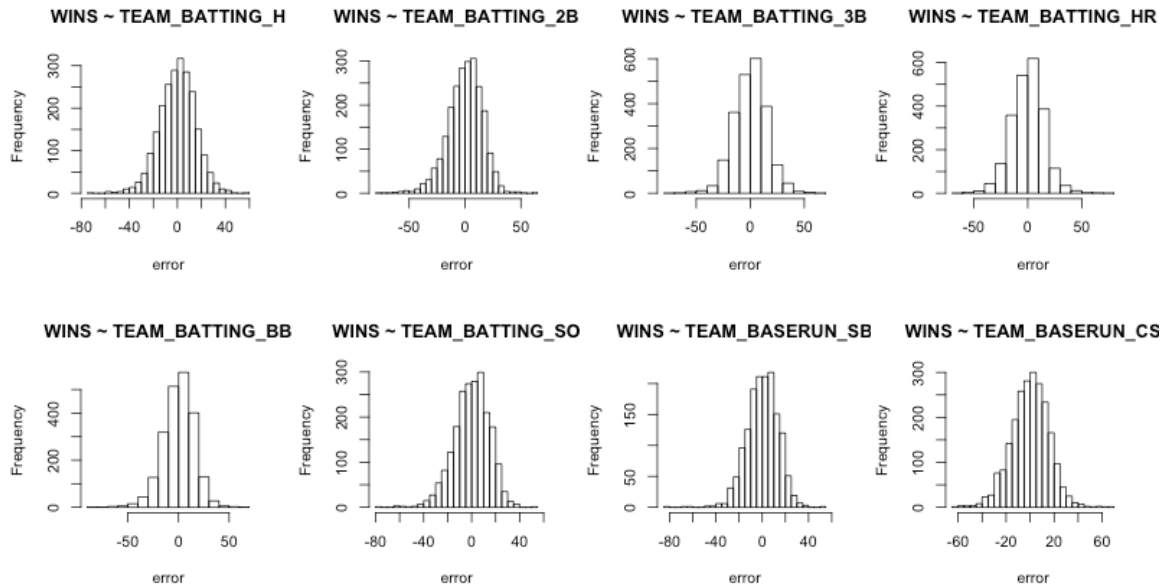 WINS ~ TEAM_BATTING_H
Frequency
0 100 200 300
-80 -40 0 40
error
WINS ~ TEAM_BATTING_2B
Frequency
0 100 200 300
-50 0 50
error
WINS ~ TEAM_BATTING_3B
Frequency
0 200 400 600
-50 0 50
error
WINS ~ TEAM_BATTING_HR
Frequency
0 200 400 600
-50 0 50
error
WINS ~ TEAM_BATTING_BB
Frequency
0 200 400
-50 0 50
error
WINS ~ TEAM_BATTING_SO
Frequency
0 100 200 300
-80 -40 0 40
error
WINS ~ TEAM_BASERUN_SB
Frequency
0 50 150
-80 -40 0 40
error
WINS ~ TEAM_BASERUN_CS
Frequency
0 100 200 300
-60 -20 20 60
error